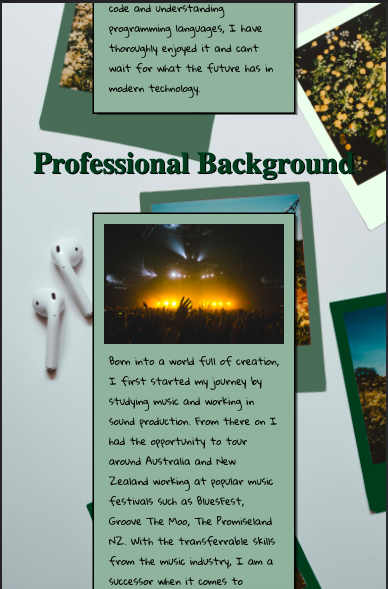 code and understanding
programming languages, I have
thoroughly enjoyed it and cant
wait for what the future has in
modern technology.
Professional Background
Born into a world full of creation,
I first started my journey by
studying music and working in
sound production. From there on I
had the opportunity to tour
around Australia and New
Zealand working at popular music
festivals such as Bluesfest,
Groove The Moo, The Promiseland
NZ. With the transferrable skills
from the music industry, I am a
successor when it comes to